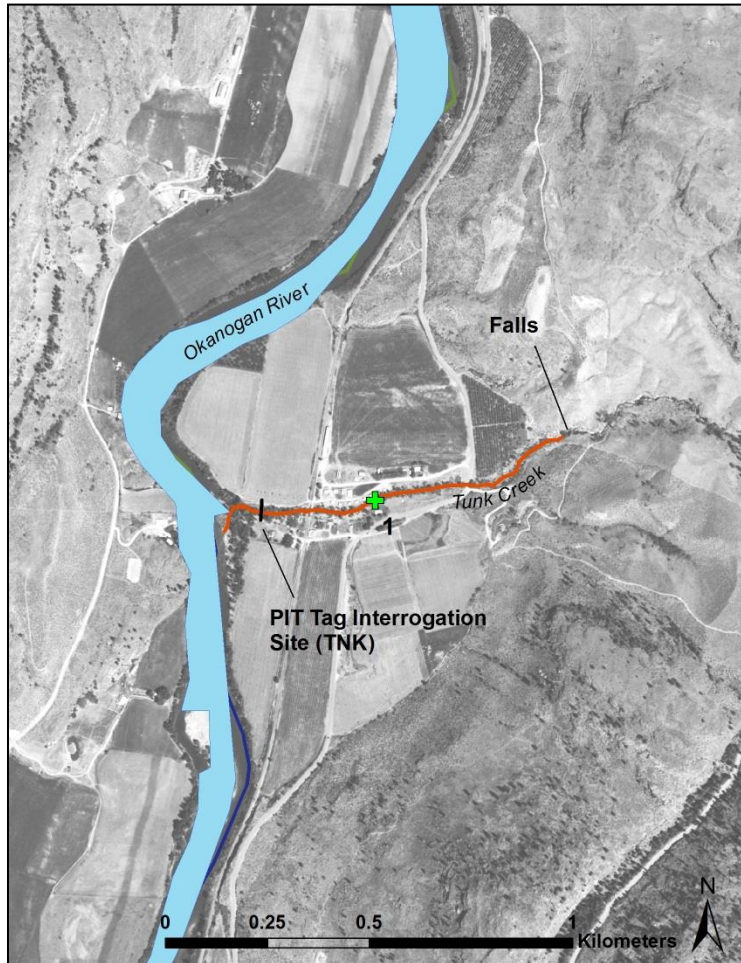 Okanogan River
Falls
Tunk Creek
1
PIT Tag Interrogation
Site (TNK)
N
0 0.25 0.5 1
Kilometers